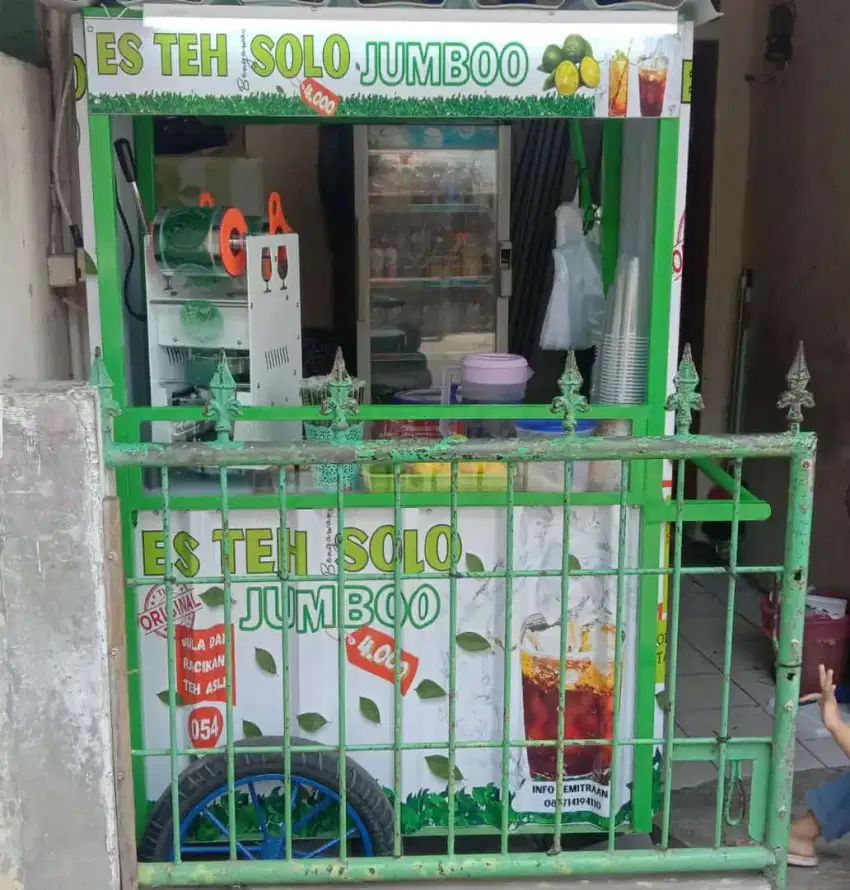 ES TEH Bengawan SOLO JUMBOO
4.000
ES TEH Bengawan SOLO
JUMBOO
ORIGINAL
4.000
GULA DAN
RACIKAN
TEH ASLI
054
INFO KEMITRAAN